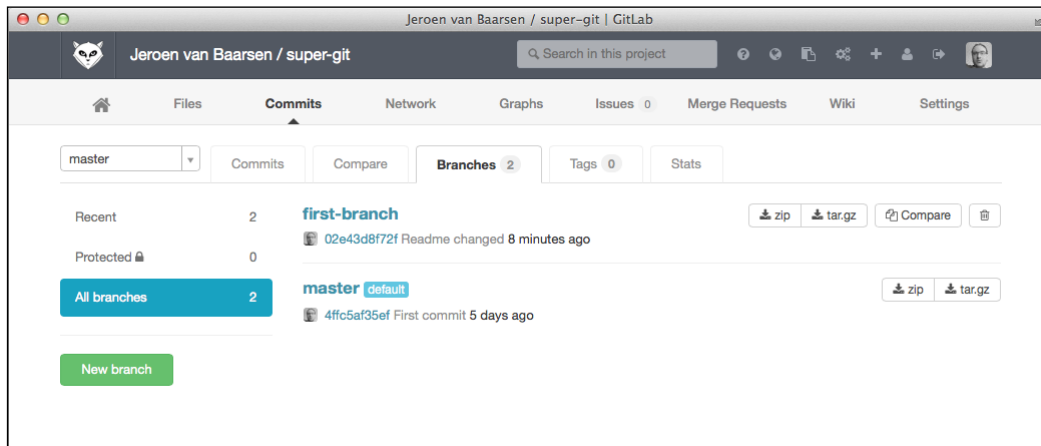 Jeroen van Baarsen / super-git | GitLab
Jeroen van Baarsen / super-git
Search in this project
Files Commits Network Graphs Issues 0 Merge Requests Wiki Settings
master Commits Compare Branches 2 Tags 0 Stats
Recent 2
Protected 0
All branches 2
New branch
first-branch
zip tar.gz Compare
02e43d8f72f Readme changed 8 minutes ago
master default
zip tar.gz
4ffc5af35ef First commit 5 days ago